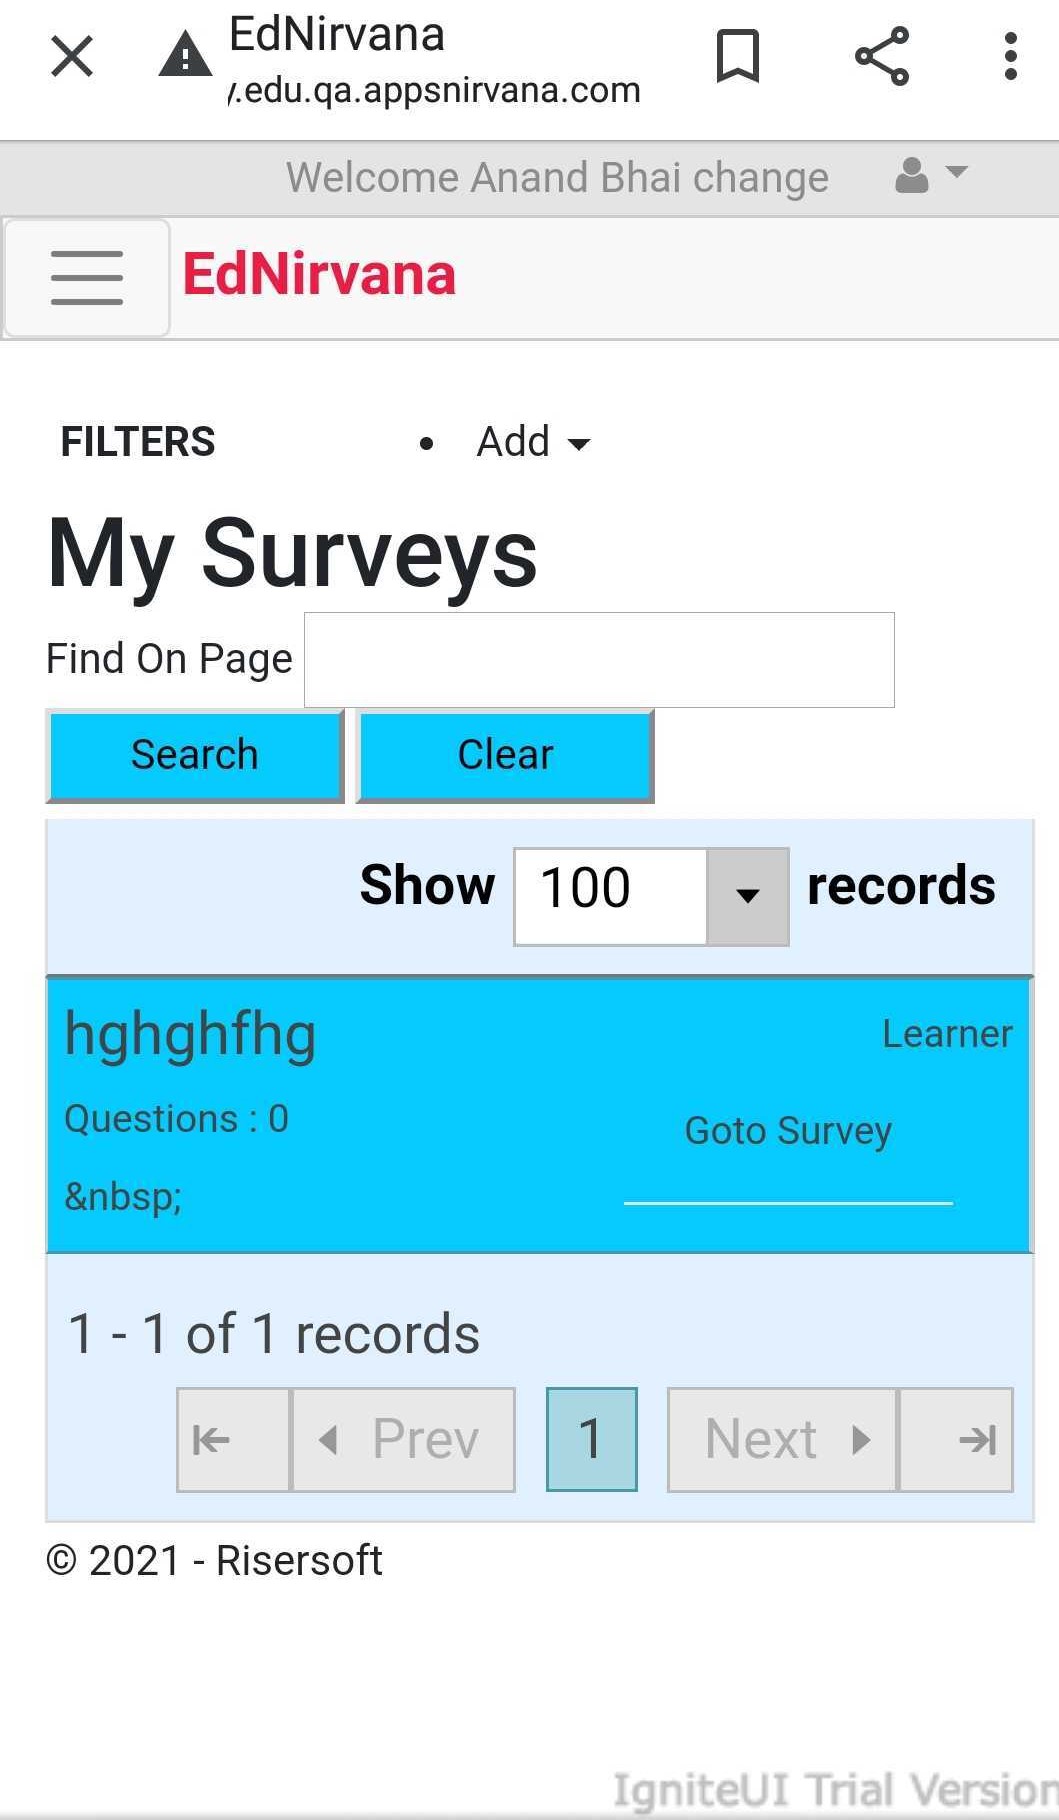 EdNirvana
.edu.qa.appsnirvana.com
Welcome Anand Bhai change
EdNirvana
FILTERS • Add
My Surveys
Find On Page
Search Clear
Show 100 records
hghghfhg Learner
Questions : 0 Goto Survey
&nbsp;
1 - 1 of 1 records
Prev 1 Next
© 2021 - Risersoft
IgniteUI Trial Version